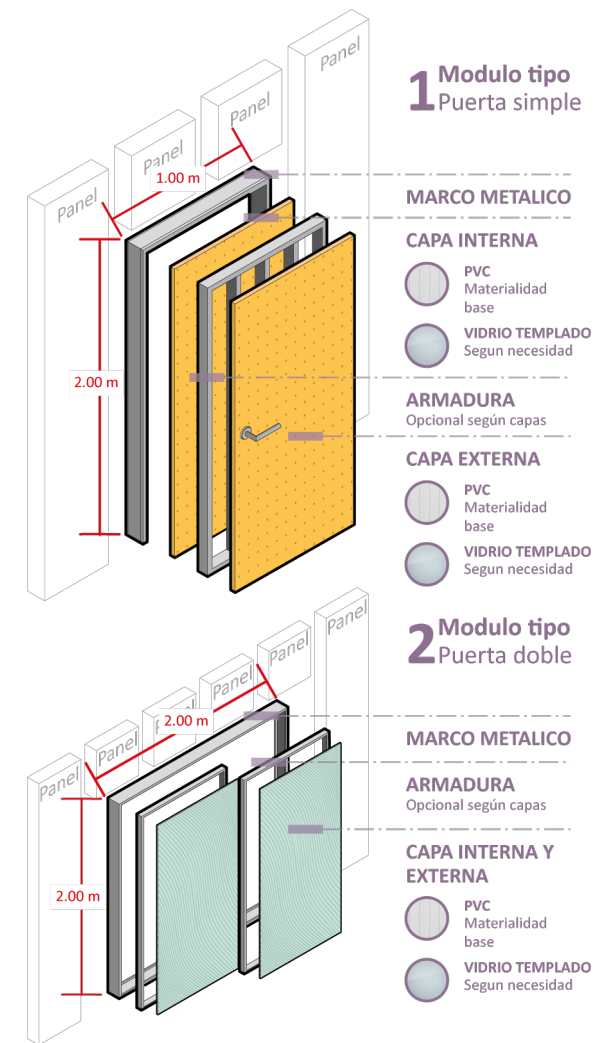 Panel
Panel
Panel
Panel
1.00 m
2.00 m
1 Modulo tipo
Puerta simple
MARCO METALICO
CAPA INTERNA
PVC
Materialidad
base
VIDRIO TEMPLADO
Segun necesidad
ARMADURA
Opcional según capas
CAPA EXTERNA
PVC
Materialidad
base
VIDRIO TEMPLADO
Segun necesidad
2 Modulo tipo
Puerta doble
Panel
Panel
Panel
Panel
Panel
Panel
2.00 m
2.00 m
MARCO METALICO
ARMADURA
Opcional según capas
CAPA INTERNA Y
EXTERNA
PVC
Materialidad
base
VIDRIO TEMPLADO
Segun necesidad